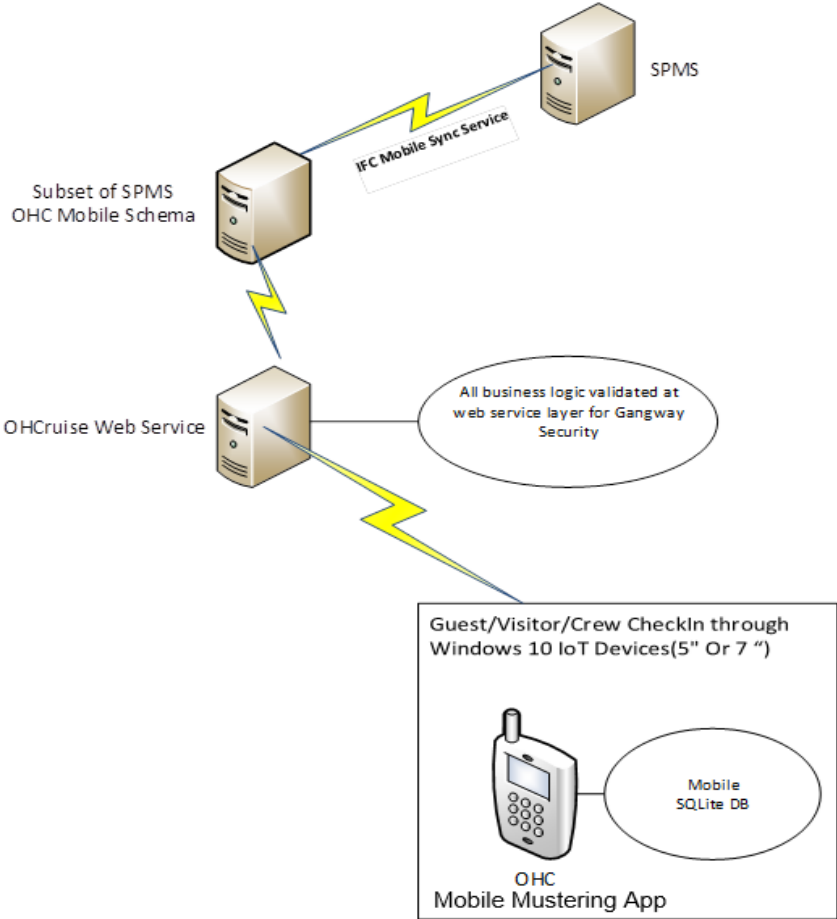 SPMS
IFC Mobile Sync Service
Subset of SPMS
OHC Mobile Schema
OHCruise Web Service
All business logic validated at
web service layer for Gangway
Security
Guest/Visitor/Crew CheckIn through
Windows 10 IoT Devices(5" Or 7 “)
Mobile
SQLite DB
OHC
Mobile Mustering App